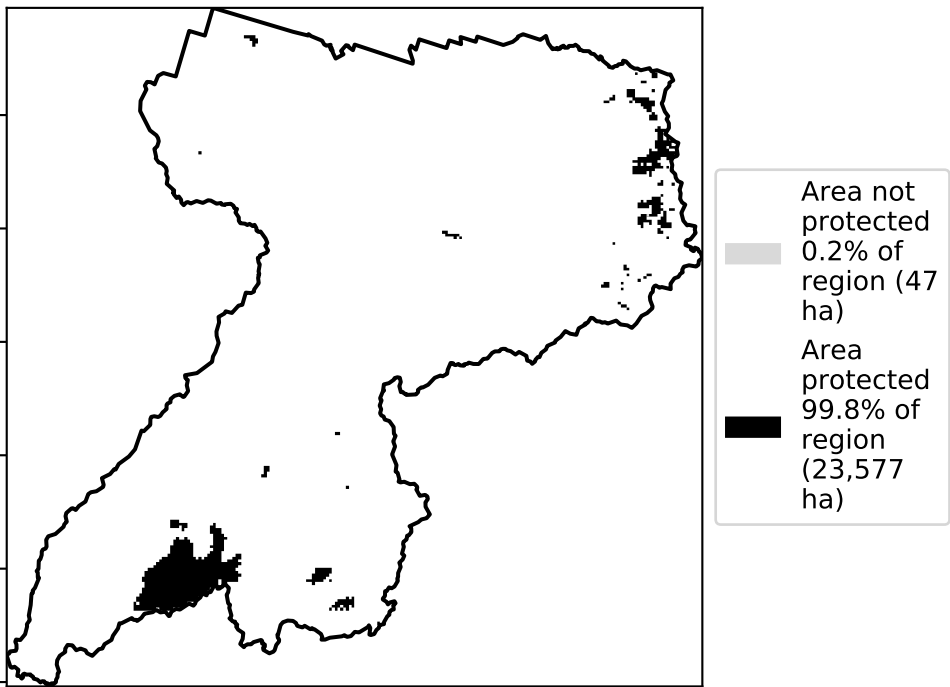 Area not
protected
0.2% of
region (47
ha)
Area
protected
99.8% of
region
(23,577
ha)